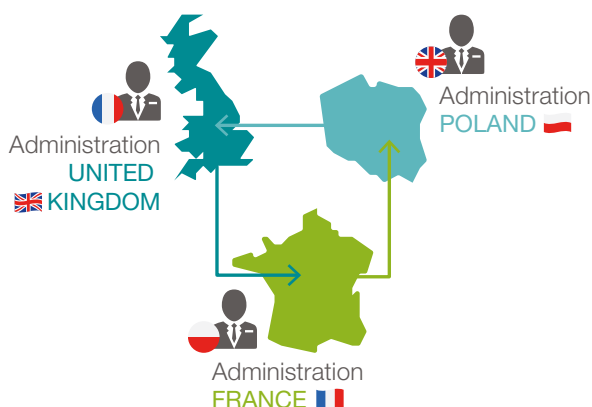 Administration
POLAND
Administration
UNITED
KINGDOM
Administration
FRANCE